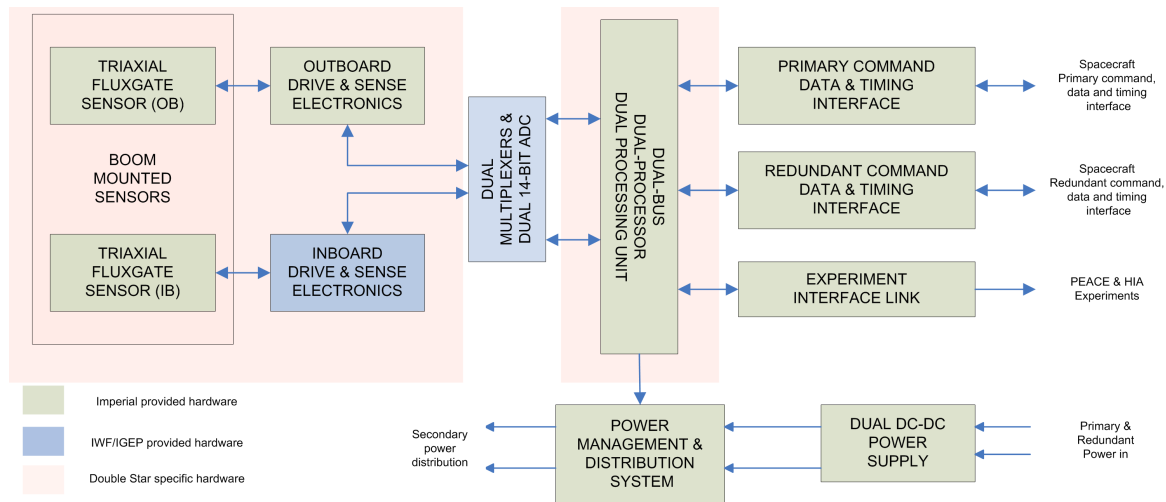 TRIAXIAL
FLUXGATE
SENSOR (OB)
OUTBOARD
DRIVE & SENSE
ELECTRONICS
BOOM
MOUNTED
SENSORS
TRIAXIAL
FLUXGATE
SENSOR (IB)
INBOARD
DRIVE & SENSE
ELECTRONICS
DUAL
MULTIPLEXERS &
DUAL 14-BIT ADC
DUAL-BUS
DUAL-PROCESSOR
DUAL PROCESSING UNIT
PRIMARY COMMAND
DATA & TIMING
INTERFACE
Spacecraft
Primary command,
data and timing
interface
REDUNDANT COMMAND
DATA & TIMING
INTERFACE
Spacecraft
Redundant command,
data and timing
interface
EXPERIMENT
INTERFACE LINK
PEACE & HIA
Experiments
Imperial provided hardware
IWF/IGEP provided hardware
Double Star specific hardware
Secondary
power
distribution
POWER
MANAGEMENT &
DISTRIBUTION
SYSTEM
DUAL DC-DC
POWER
SUPPLY
Primary &
Redundant
Power in